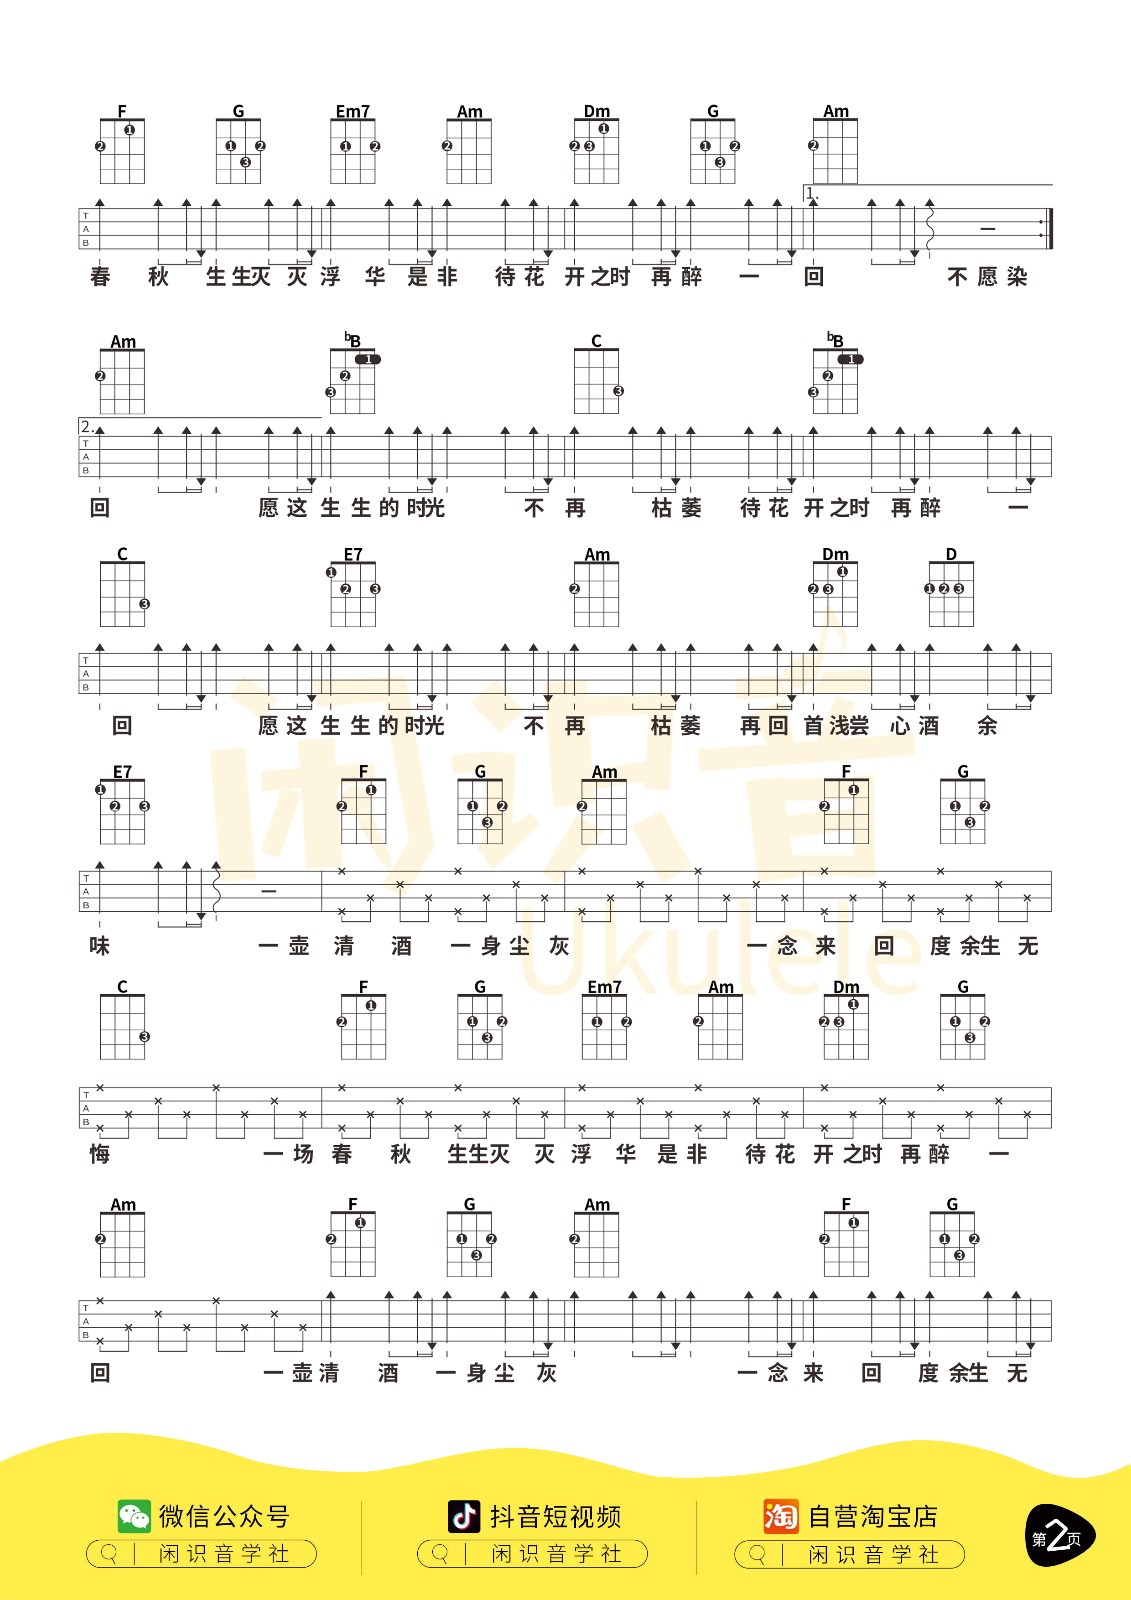 F G Em7 Am Dm G Am
1.
T A B
春 秋 生生灭 灭 浮 华 是 非 待 花 开 之时 再 醉 一 回 不 愿 染
Am ♭B C ♭B
2.
T A B
回 愿 这 生 生 的 时光 不 再 枯 萎 待 花 开 之时 再 醉 一
C E7 Am Dm D
T A B
回 愿 这 生 生 的 时光 不 再 枯 萎 再 回 首 浅尝 心 酒 余
E7 F G Am F G
T A B
味 一 壶 清 酒 一 身 尘 灰 一 念 来 回 度 余生 无
C F G Em7 Am Dm G
T A B
悔 一 场 春 秋 生生灭 灭 浮 华 是 非 待 花 开 之时 再 醉 一
Am F G Am F G
T A B
回 一 壶 清 酒 一 身 尘 灰 一 念 来 回 度 余生 无
闲识音
Ukulele
微信公众号 抖音短视频 淘 自营淘宝店
闲识音学社 闲识音学社 闲识音学社
第2页